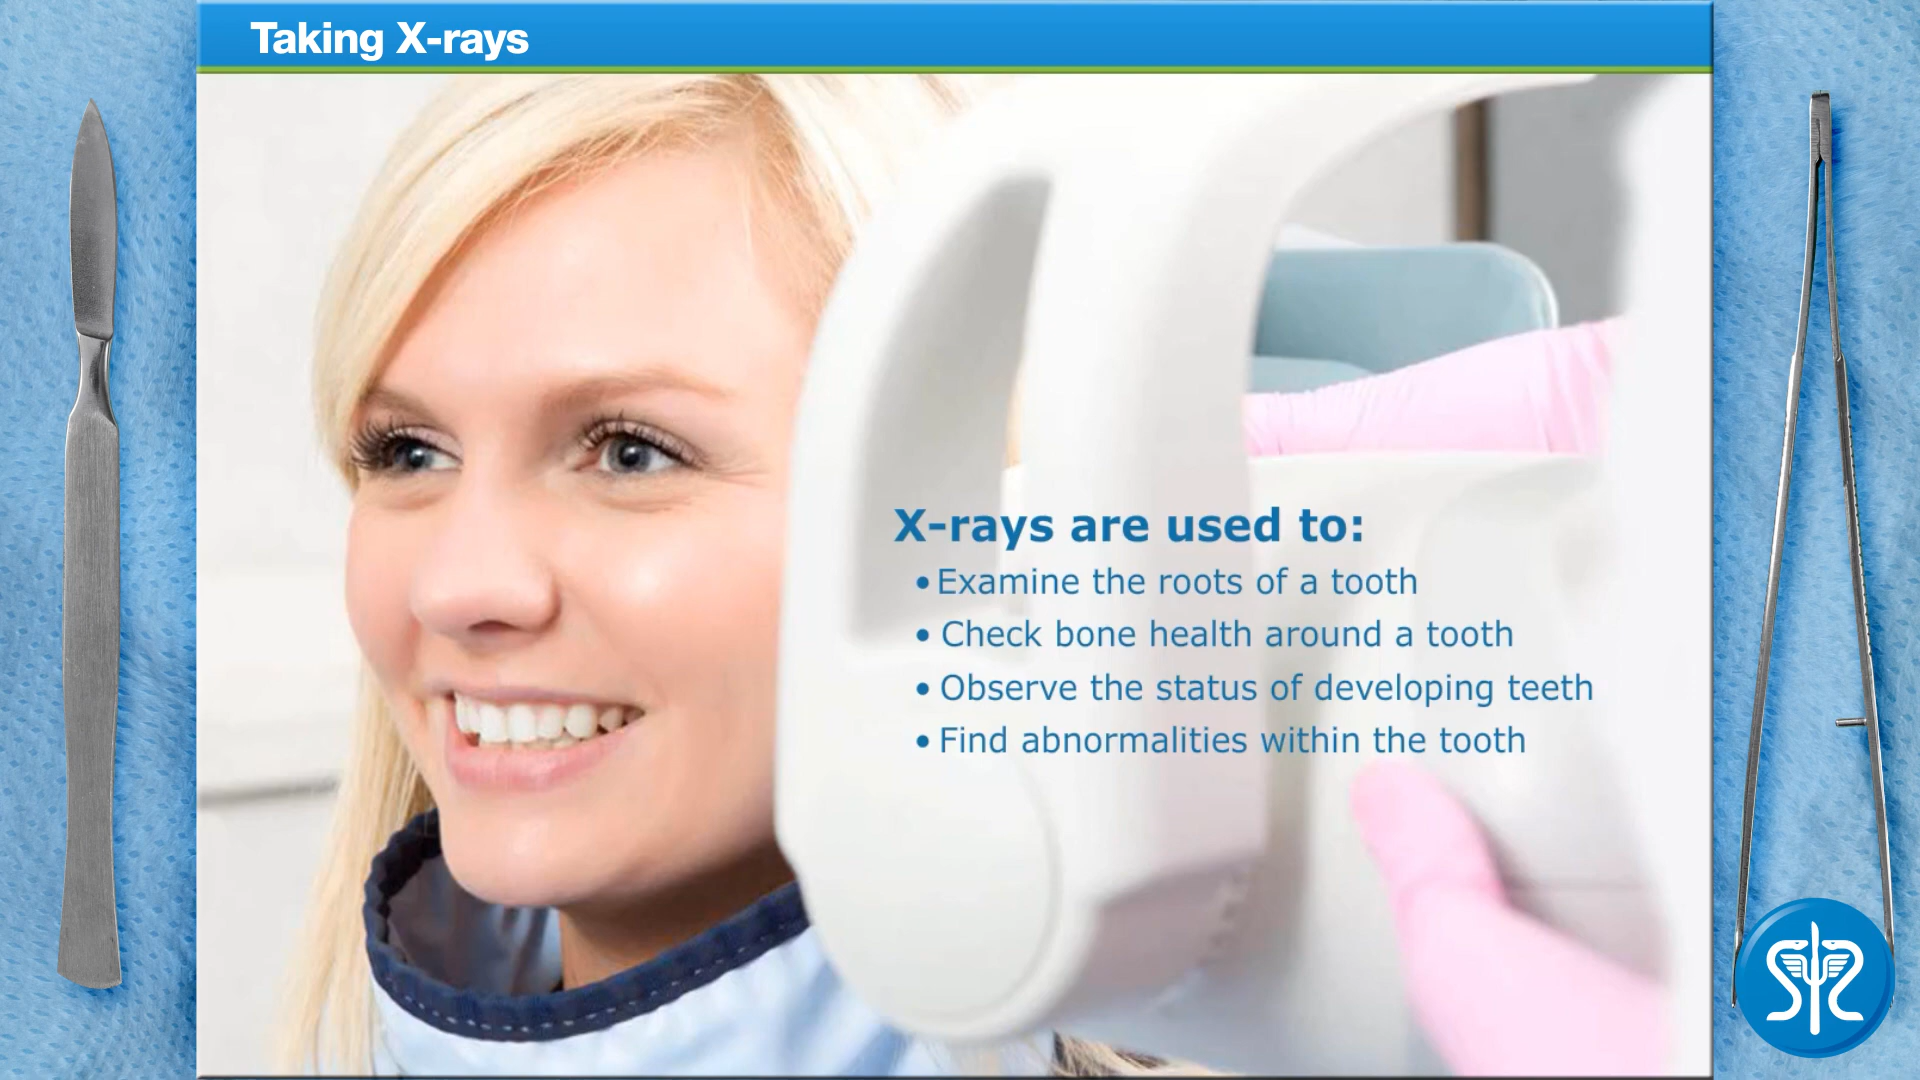 Taking X-rays
X-rays are used to:
• Examine the roots of a tooth
• Check bone health around a tooth
• Observe the status of developing teeth
• Find abnormalities within the tooth